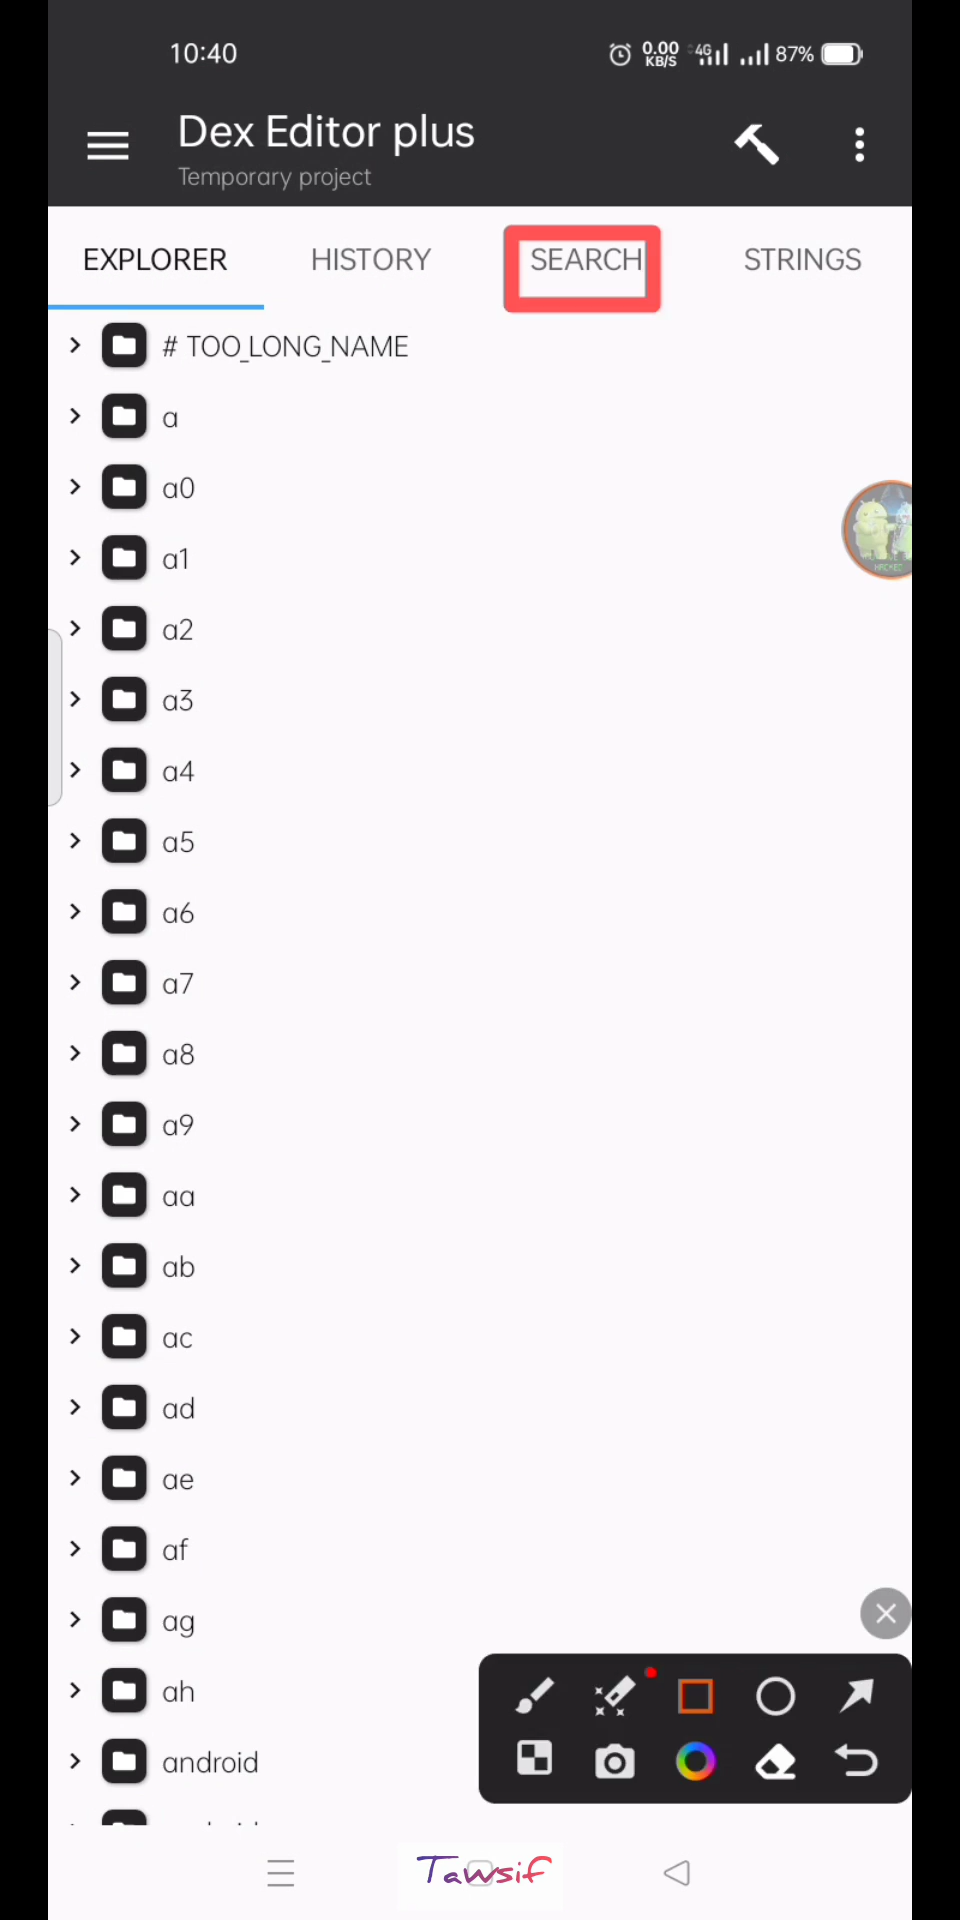 10:40
0.00 KB/S 4G 87%
Dex Editor plus
Temporary project
EXPLORER HISTORY SEARCH STRINGS
# TOO_LONG_NAME
a
a0
a1
a2
a3
a4
a5
a6
a7
a8
a9
aa
ab
ac
ad
ae
af
ag
ah
android
Tawsif